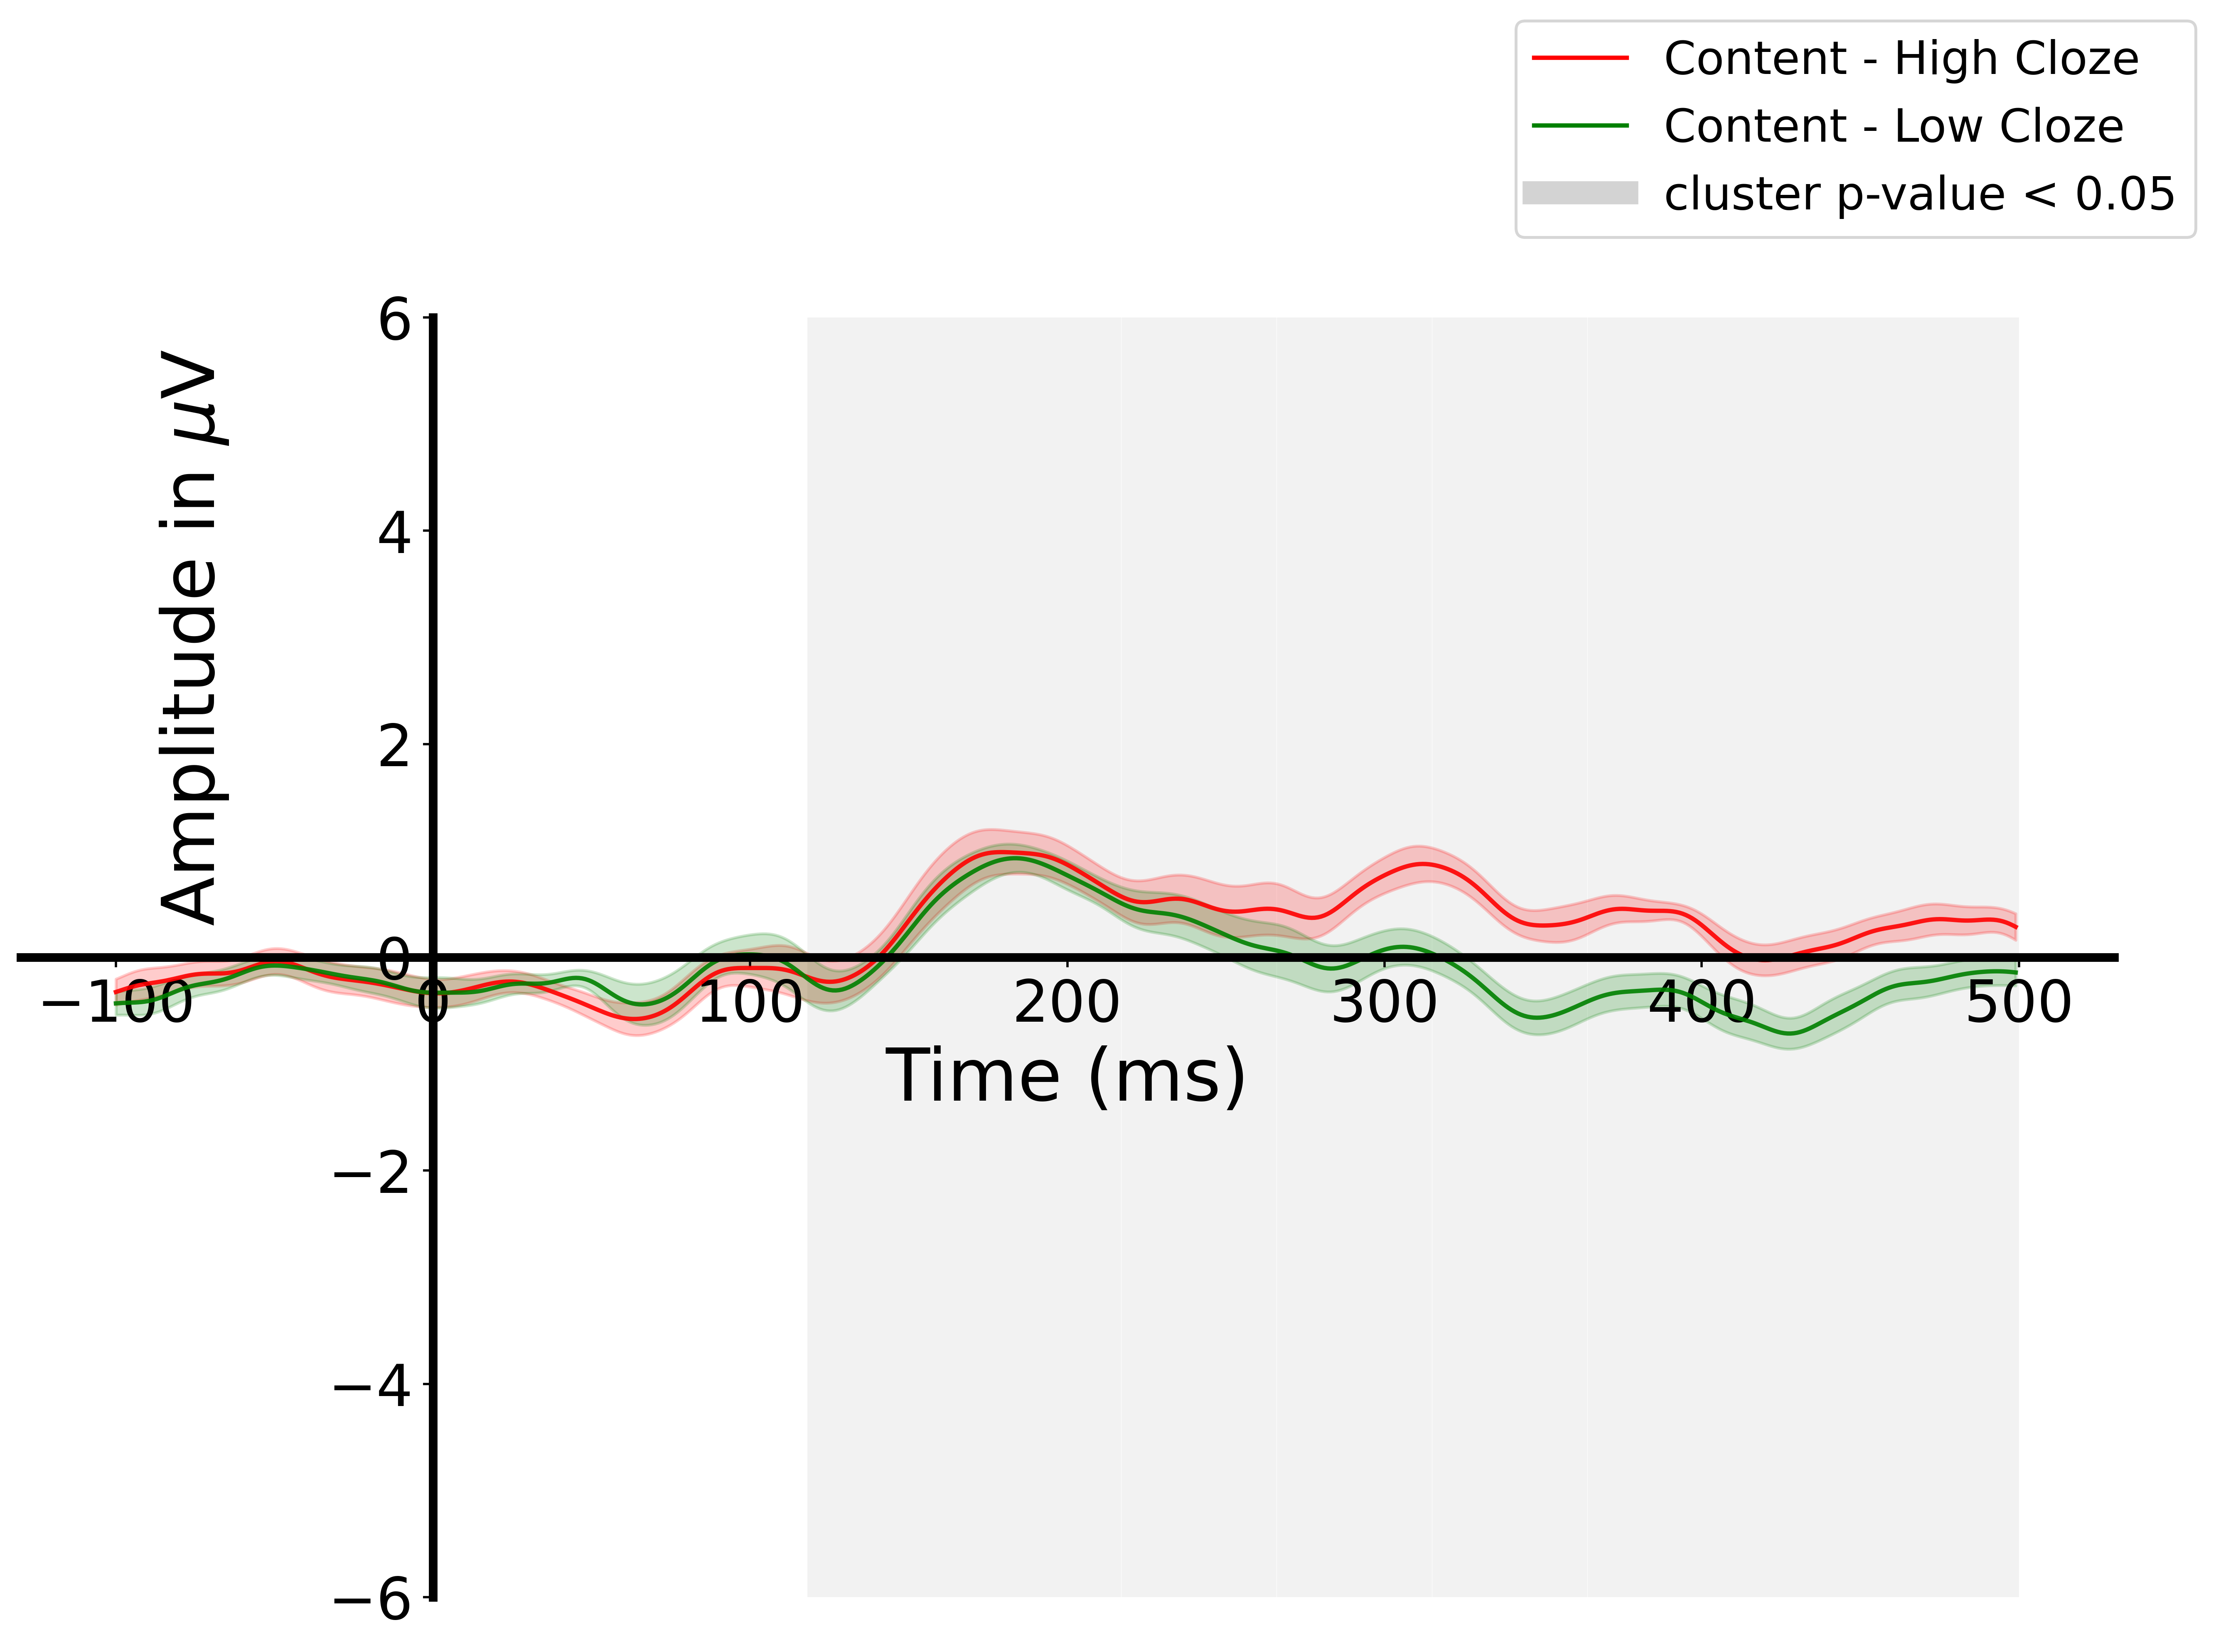 Content - High Cloze
Content - Low Cloze
cluster p-value < 0.05
6
4
2
0
−2
−4
−6
Amplitude in μV
−100 0 100 200 300 400 500
Time (ms)